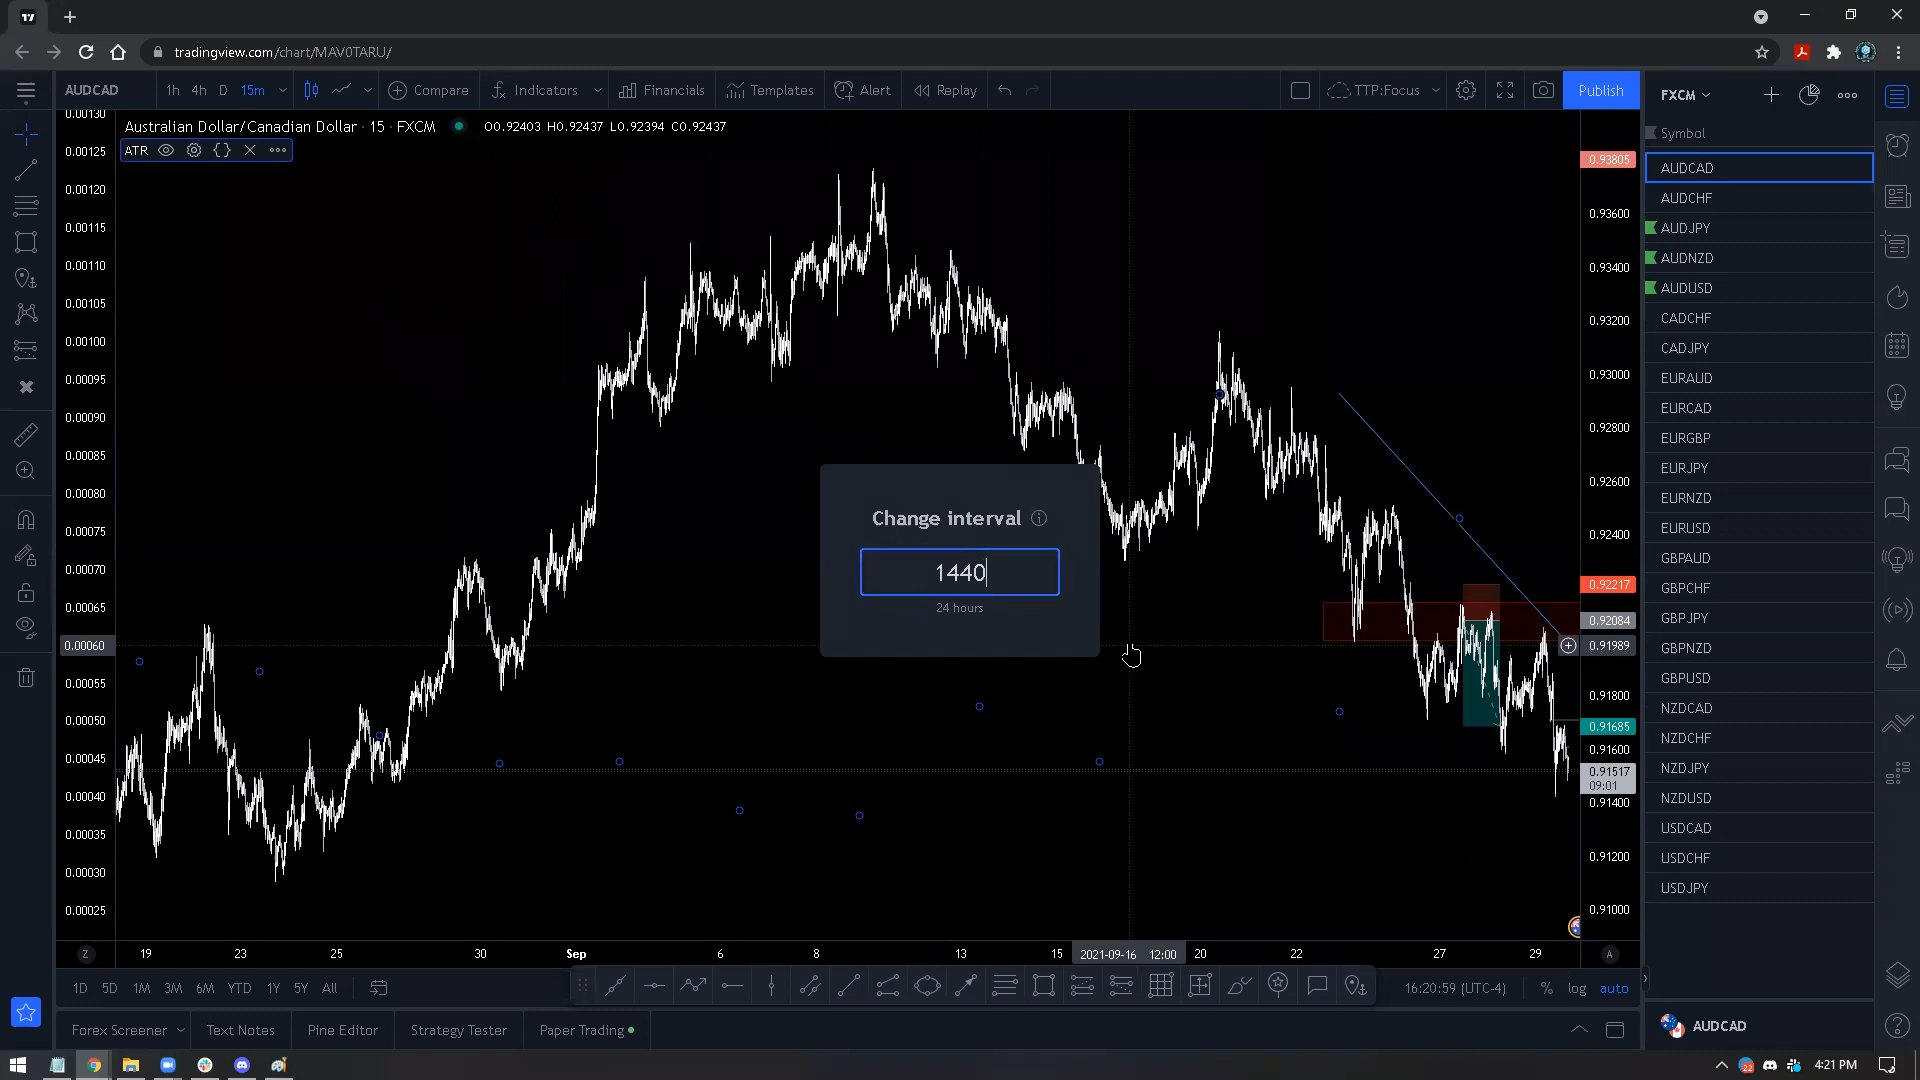 tradingview.com/chart/MAV0TARU/
AUDCAD
1h 4h D 15m
Compare
Indicators
Financials
Templates
Alert
Replay
TTP:Focus
Publish
FXCM
Australian Dollar/Canadian Dollar · 15 · FXCM
O0.92403 H0.92437 L0.92394 C0.92437
ATR
Symbol
AUDCAD
AUDCHF
AUDJPY
AUDNZD
AUDUSD
CADCHF
CADJPY
EURAUD
EURCAD
EURGBP
EURJPY
EURNZD
EURUSD
GBPAUD
GBPCHF
GBPJPY
GBPNZD
GBPUSD
NZDCAD
NZDCHF
NZDJPY
NZDUSD
USDCAD
USDCHF
USDJPY
0.00130
0.00125
0.00120
0.00115
0.00110
0.00105
0.00100
0.00095
0.00090
0.00085
0.00080
0.00075
0.00070
0.00065
0.00060
0.00055
0.00050
0.00045
0.00040
0.00035
0.00030
0.00025
Change interval
1440
24 hours
0.93805
0.93600
0.93400
0.93200
0.93000
0.92800
0.92600
0.92400
0.92217
0.92084
0.91989
0.91800
0.91685
0.91600
0.91517
09:01
0.91400
0.91200
0.91000
Z 19 23 25 30 Sep 6 8 13 15 2021-09-16 12:00 20 22 27 29 A
1D 5D 1M 3M 6M YTD 1Y 5Y All
16:20:59 (UTC-4) % log auto
Forex Screener
Text Notes
Pine Editor
Strategy Tester
Paper Trading
AUDCAD
22
4:21 PM